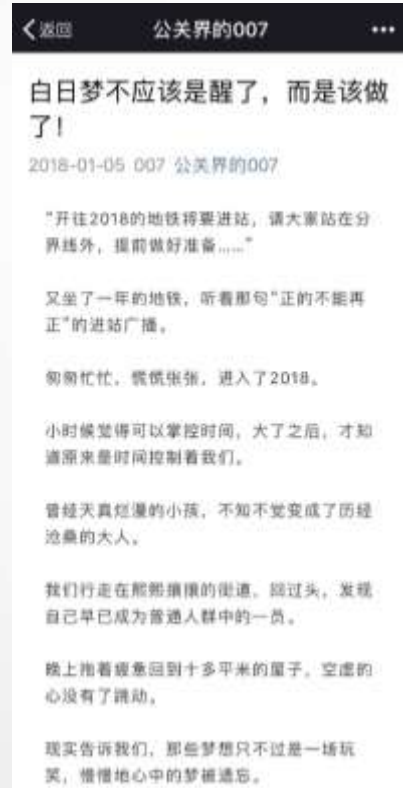 返回 公关界的007
白日梦不应该是醒了，而是该做
了！
2018-01-05 007 公关界的007
“开往2018的地铁将要进站，请大家站在分
界线外，提前做好准备……”
又坐了一年的地铁，听着那句“正的不能再
正”的进站广播。
匆匆忙忙，慌慌张张，进入了2018。
小时候觉得可以掌控时间，大了之后，才知
道原来是时间控制着我们。
曾经天真烂漫的小孩，不知不觉变成了历经
沧桑的大人。
我们行走在熙熙攘攘的街道，回过头，发现
自己早已成为普通人群中的一员。
晚上拖着疲惫回到十多平米的屋子，空虚的
心没有了跳动。
现实告诉我们，那些梦想只不过是一场玩
笑，慢慢地心中的梦被遗忘。